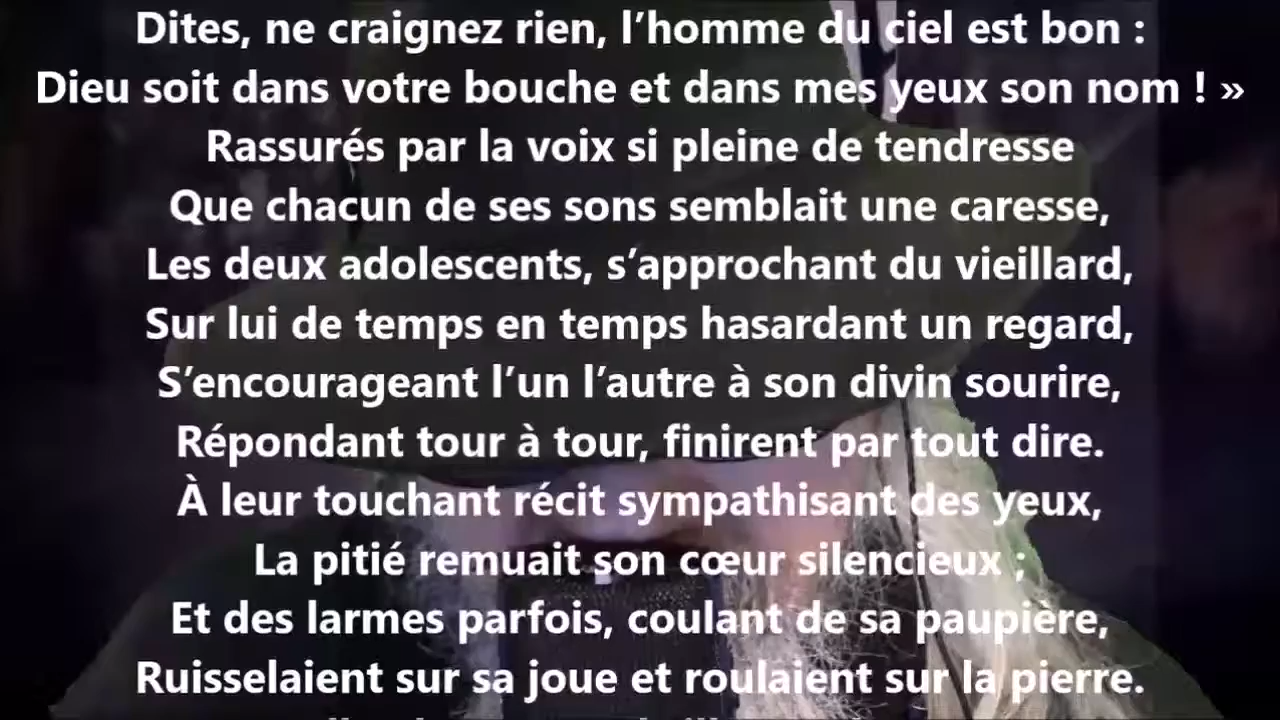 Dites, ne craignez rien, l’homme du ciel est bon :
Dieu soit dans votre bouche et dans mes yeux son nom ! »
Rassurés par la voix si pleine de tendresse
Que chacun de ses sons semblait une caresse,
Les deux adolescents, s’approchant du vieillard,
Sur lui de temps en temps hasardant un regard,
S’encourageant l’un l’autre à son divin sourire,
Répondant tour à tour, finirent par tout dire.
À leur touchant récit sympathisant des yeux,
La pitié remuait son cœur silencieux ;
Et des larmes parfois, coulant de sa paupière,
Ruisselaient sur sa joue et roulaient sur la pierre.